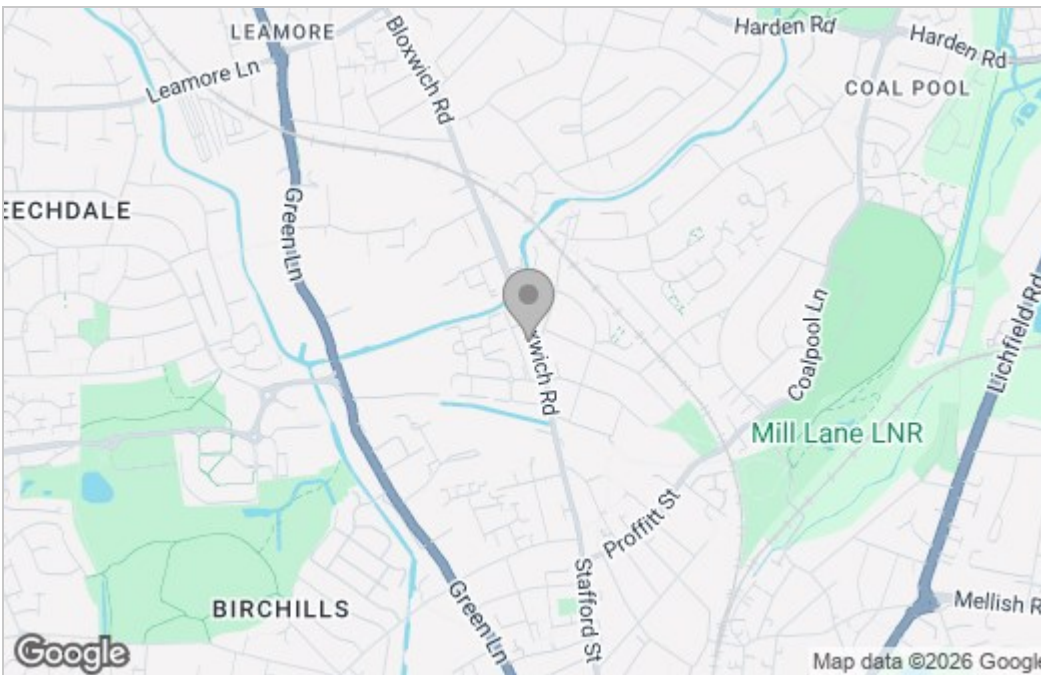 LEAMORE
Leamore Ln
Bloxwich Rd
Harden Rd
Harden Rd
COAL POOL
EECHDALE
Green Ln
xwich Rd
Coalpool Ln
Lichfield Rd
Mill Lane LNR
Proffitt St
Stafford St
BIRCHILLS
Green Ln
Mellish R
Google
Map data ©2026 Google